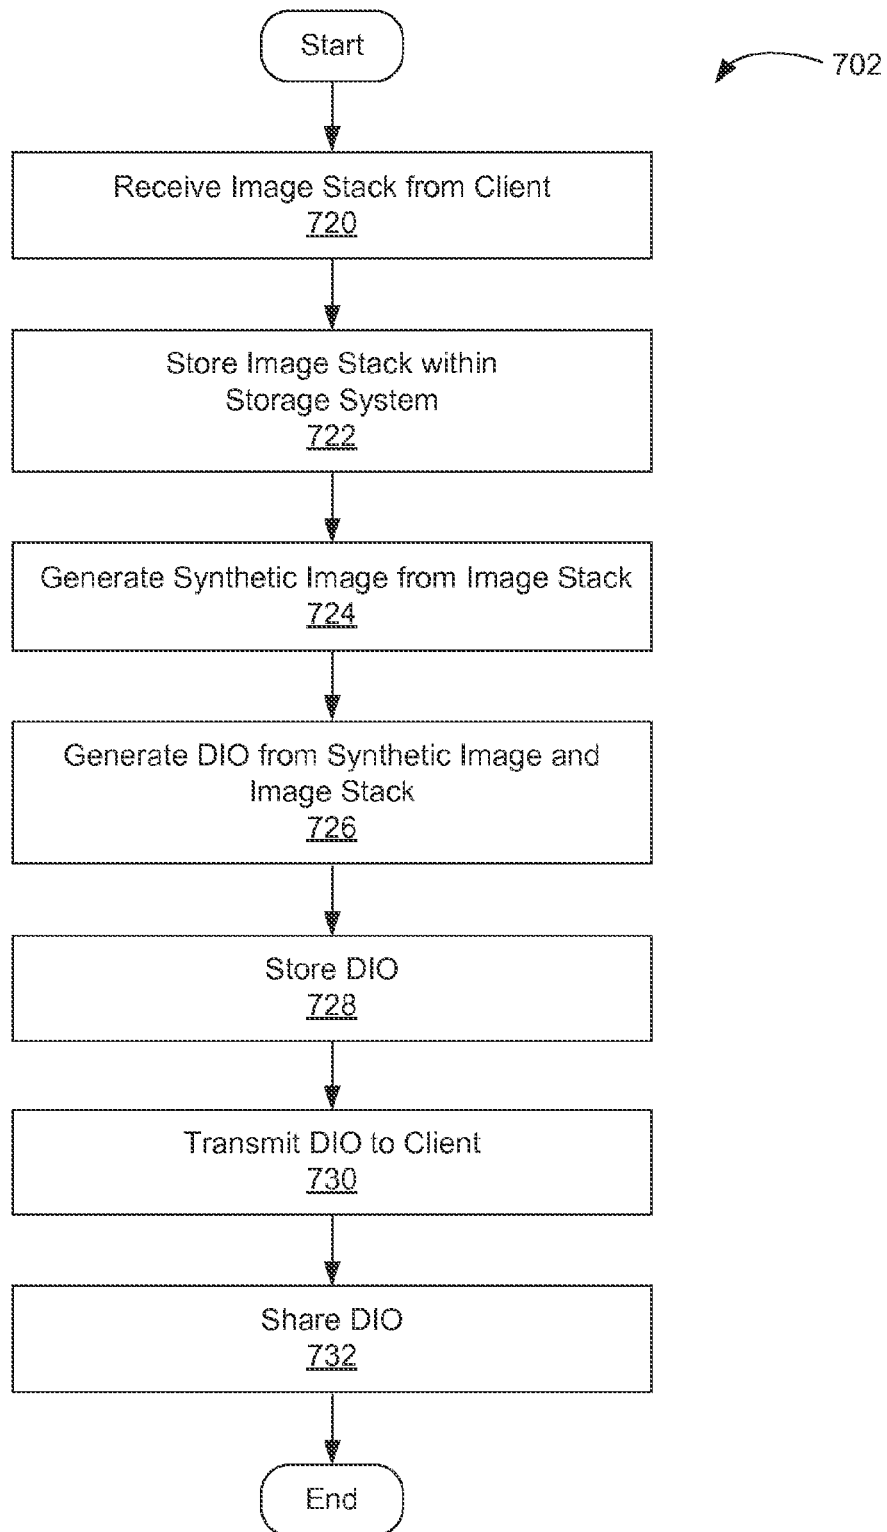 Start
702
Receive Image Stack from Client
720
Store Image Stack within
Storage System
722
Generate Synthetic Image from Image Stack
724
Generate DIO from Synthetic Image and
Image Stack
726
Store DIO
728
Transmit DIO to Client
730
Share DIO
732
End